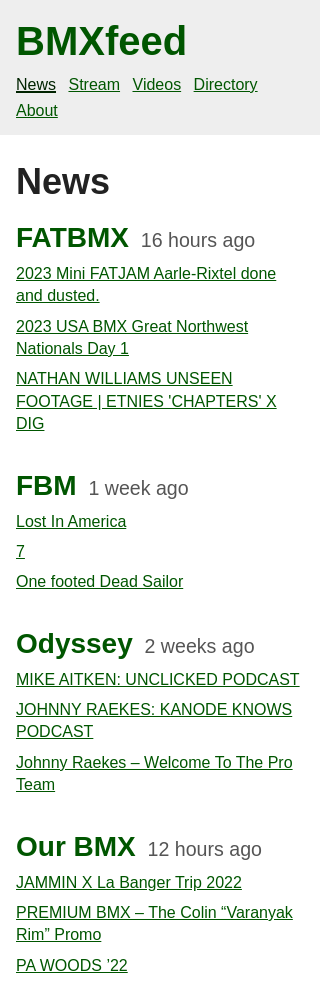 BMXfeed
News Stream Videos Directory
About
News
FATBMX 16 hours ago
2023 Mini FATJAM Aarle-Rixtel done
and dusted.
2023 USA BMX Great Northwest
Nationals Day 1
NATHAN WILLIAMS UNSEEN
FOOTAGE | ETNIES 'CHAPTERS' X
DIG
FBM 1 week ago
Lost In America
7
One footed Dead Sailor
Odyssey 2 weeks ago
MIKE AITKEN: UNCLICKED PODCAST
JOHNNY RAEKES: KANODE KNOWS
PODCAST
Johnny Raekes – Welcome To The Pro
Team
Our BMX 12 hours ago
JAMMIN X La Banger Trip 2022
PREMIUM BMX – The Colin “Varanyak
Rim” Promo
PA WOODS ’22